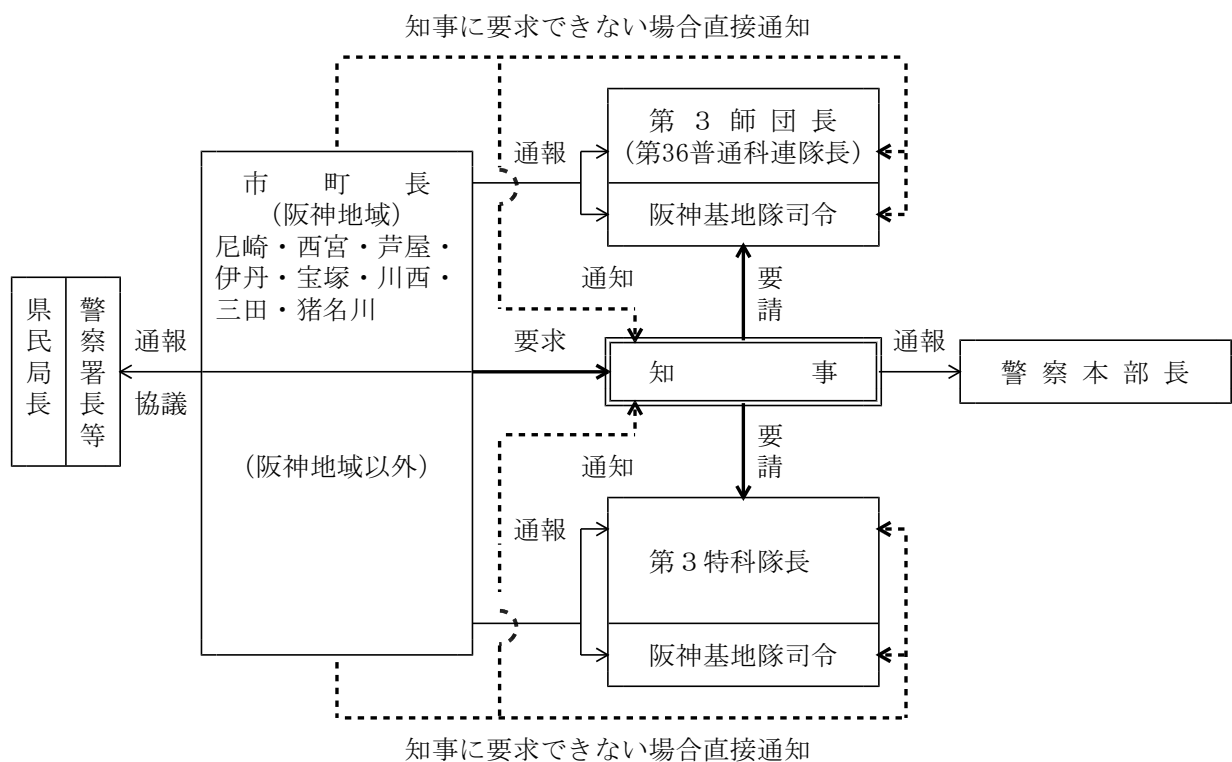 知事に要求できない場合直接通知
第 3 師 団 長
(第36普通科連隊長)
通報
市 町 長
(阪神地域)
尼崎・西宮・芦屋・
伊丹・宝塚・川西・
三田・猪名川
阪神基地隊司令
通知
要請
県民局長
警察署長等
通報
協議
要求
知 事
通報
警 察 本 部 長
(阪神地域以外)
通知
要請
通報
第３特科隊長
阪神基地隊司令
知事に要求できない場合直接通知